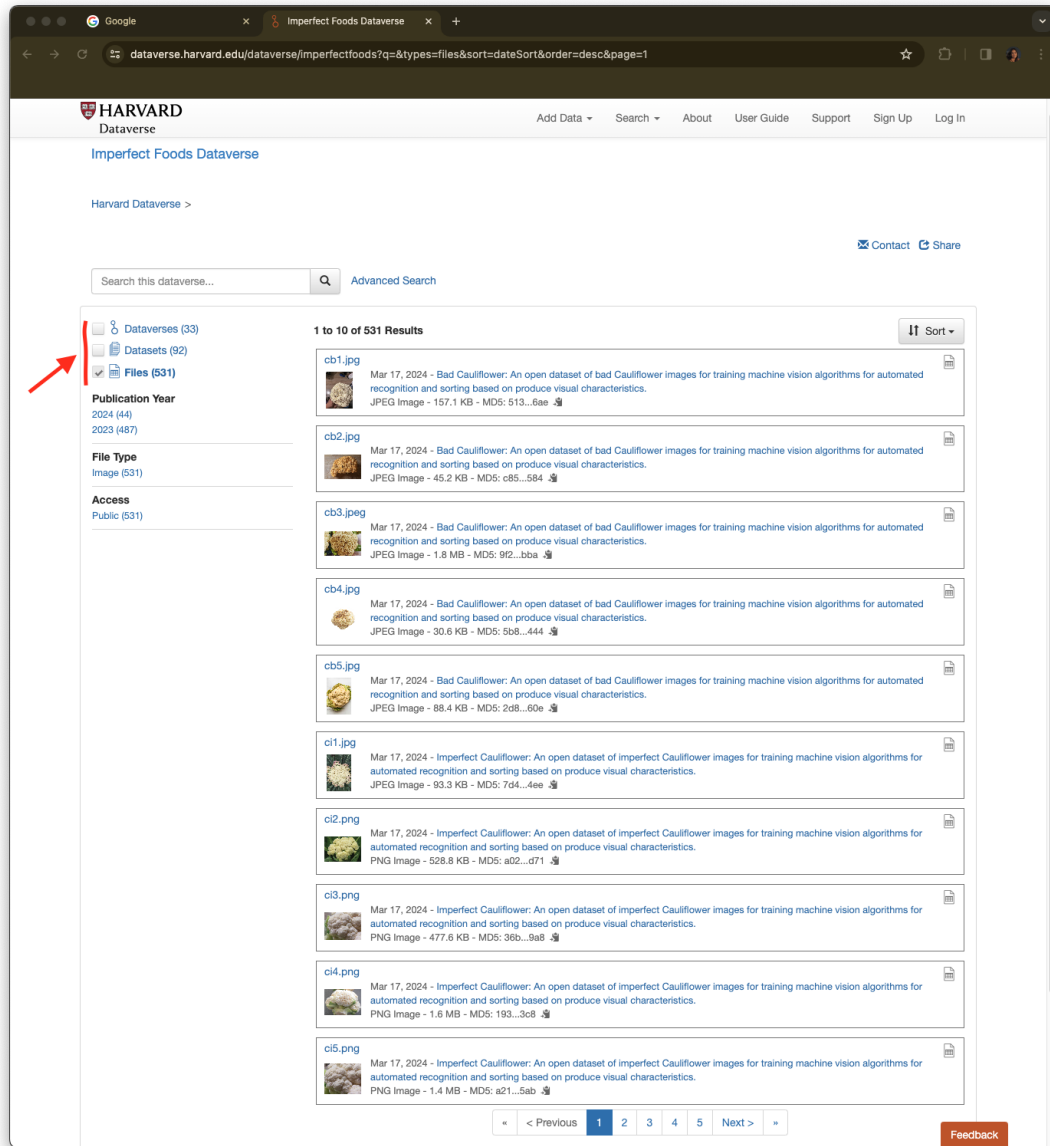 Google
Imperfect Foods Dataverse
dataverse.harvard.edu/dataverse/imperfectfoods?q=&types=files&sort=dateSort&order=desc&page=1
HARVARD
Dataverse
Add Data Search About User Guide Support Sign Up Log In
Imperfect Foods Dataverse
Harvard Dataverse >
Contact Share
Search this dataverse... Advanced Search
Dataverses (33)
Datasets (92)
Files (531)
Publication Year
2024 (44)
2023 (487)
File Type
Image (531)
Access
Public (531)
1 to 10 of 531 Results
Sort
cb1.jpg
Mar 17, 2024 - Bad Cauliflower: An open dataset of bad Cauliflower images for training machine vision algorithms for automated
recognition and sorting based on produce visual characteristics.
JPEG Image - 157.1 KB - MD5: 513...6ae
cb2.jpg
Mar 17, 2024 - Bad Cauliflower: An open dataset of bad Cauliflower images for training machine vision algorithms for automated
recognition and sorting based on produce visual characteristics.
JPEG Image - 45.2 KB - MD5: c85...584
cb3.jpeg
Mar 17, 2024 - Bad Cauliflower: An open dataset of bad Cauliflower images for training machine vision algorithms for automated
recognition and sorting based on produce visual characteristics.
JPEG Image - 1.8 MB - MD5: 9f2...bba
cb4.jpg
Mar 17, 2024 - Bad Cauliflower: An open dataset of bad Cauliflower images for training machine vision algorithms for automated
recognition and sorting based on produce visual characteristics.
JPEG Image - 30.6 KB - MD5: 5b8...444
cb5.jpg
Mar 17, 2024 - Bad Cauliflower: An open dataset of bad Cauliflower images for training machine vision algorithms for automated
recognition and sorting based on produce visual characteristics.
JPEG Image - 88.4 KB - MD5: 2d8...60e
ci1.jpg
Mar 17, 2024 - Imperfect Cauliflower: An open dataset of imperfect Cauliflower images for training machine vision algorithms for
automated recognition and sorting based on produce visual characteristics.
JPEG Image - 93.3 KB - MD5: 7d4...4ee
ci2.png
Mar 17, 2024 - Imperfect Cauliflower: An open dataset of imperfect Cauliflower images for training machine vision algorithms for
automated recognition and sorting based on produce visual characteristics.
PNG Image - 528.8 KB - MD5: a02...d71
ci3.png
Mar 17, 2024 - Imperfect Cauliflower: An open dataset of imperfect Cauliflower images for training machine vision algorithms for
automated recognition and sorting based on produce visual characteristics.
PNG Image - 477.6 KB - MD5: 36b...9a8
ci4.png
Mar 17, 2024 - Imperfect Cauliflower: An open dataset of imperfect Cauliflower images for training machine vision algorithms for
automated recognition and sorting based on produce visual characteristics.
PNG Image - 1.6 MB - MD5: 193...3c8
ci5.png
Mar 17, 2024 - Imperfect Cauliflower: An open dataset of imperfect Cauliflower images for training machine vision algorithms for
automated recognition and sorting based on produce visual characteristics.
PNG Image - 1.4 MB - MD5: a21...5ab
« < Previous 1 2 3 4 5 Next > »
Feedback